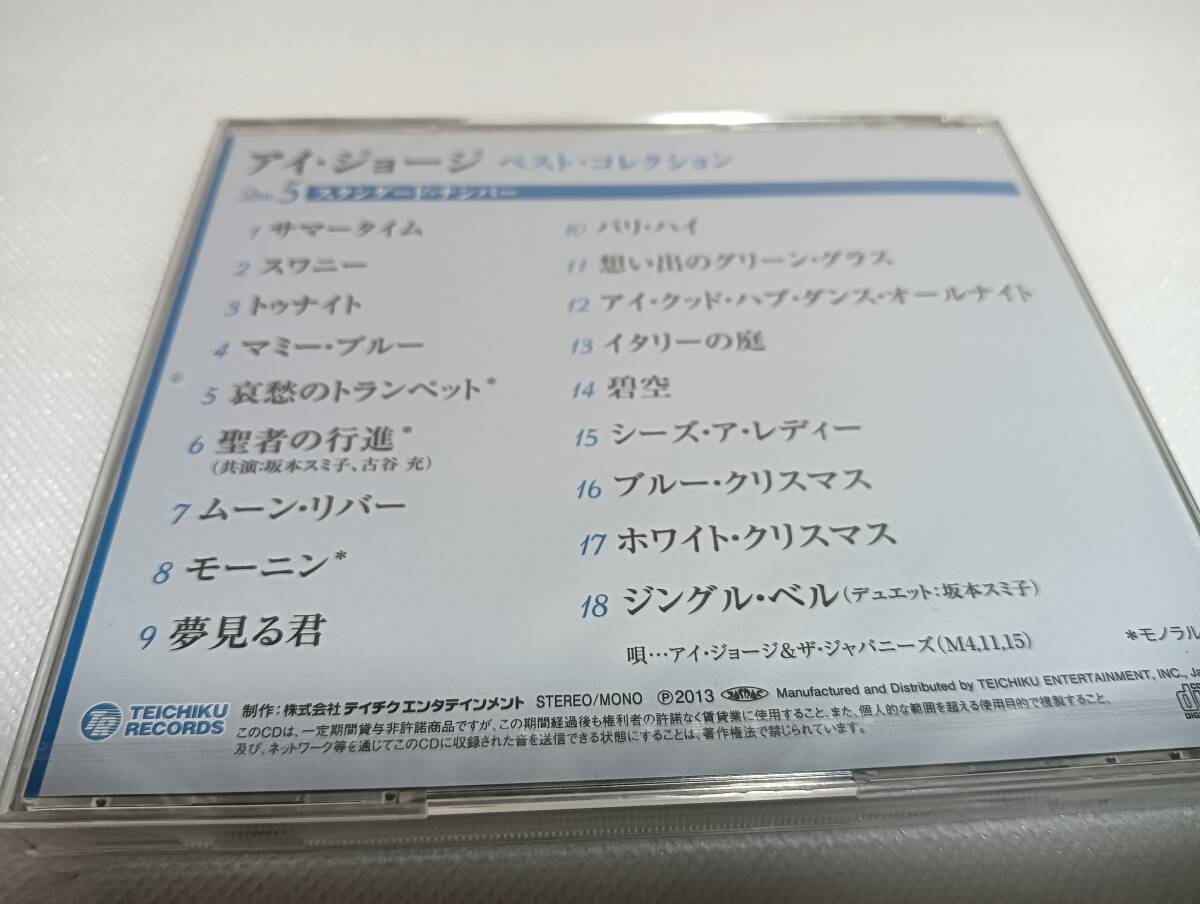 アイ・ジョージ ベスト・コレクション
Disc 5 スタンダード・ナンバー
1 サマータイム
2 スワニー
3 トゥナイト
4 マミー・ブルー
5 哀愁のトランペット*
6 聖者の行進*
(共演:坂本スミ子、古谷 充)
7 ムーン・リバー
8 モーニン*
9 夢見る君
10 バリ・ハイ
11 想い出のグリーン・グラス
12 アイ・クッド・ハブ・ダンス・オールナイト
13 イタリーの庭
14 碧空
15 シーズ・ア・レディー
16 ブルー・クリスマス
17 ホワイト・クリスマス
18 ジングル・ベル(デュエット:坂本スミ子)
唄…アイ・ジョージ&ザ・ジャパニーズ(M4,11,15)
*モノラル
TEICHIKU RECORDS
制作:株式会社テイチクエンタテインメント STEREO/MONO Ⓟ2013 JASRAC Manufactured and Distributed by TEICHIKU ENTERTAINMENT, INC., Ja
このCDは、一定期間貸与非許諾商品ですが、この期間経過後も権利者の許諾なく賃貸業に使用すること、また、個人的な範囲を超える使用目的で複製すること、
及び、ネットワーク等を通じてこのCDに収録された音を送信できる状態にすることは、著作権法で禁じられています。